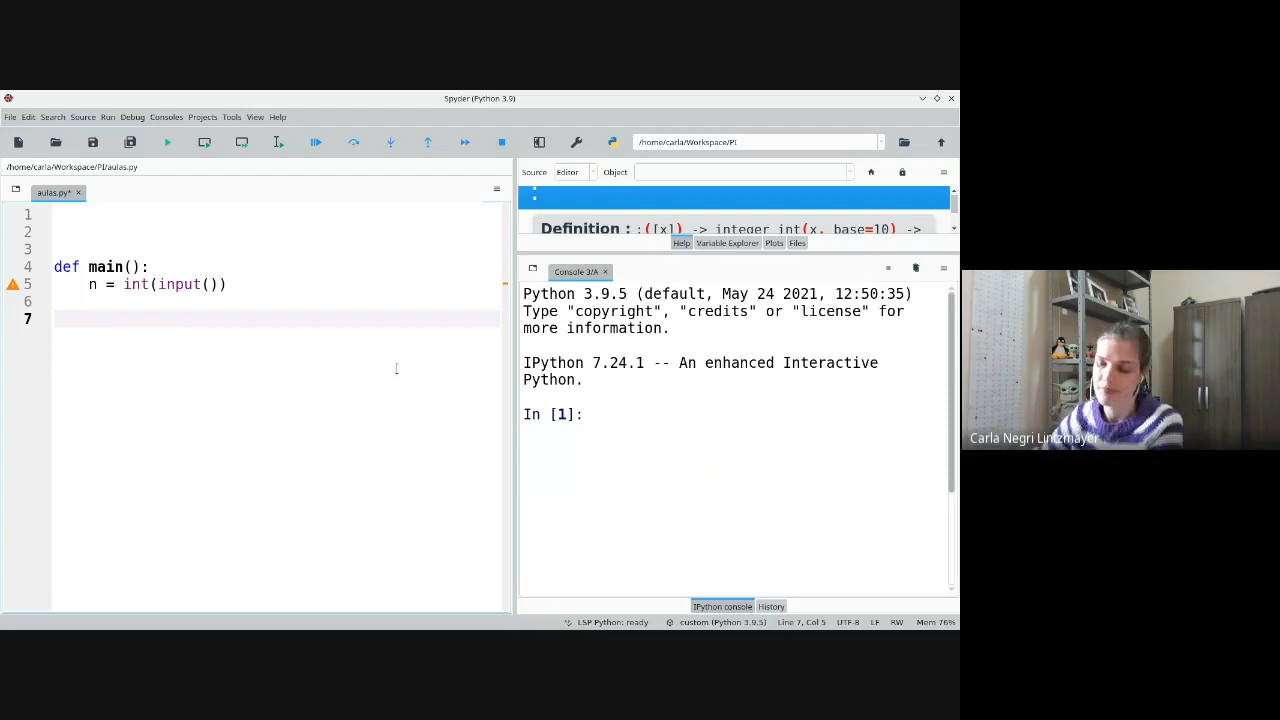 Spyder (Python 3.9)
File Edit Search Source Run Debug Consoles Projects Tools View Help
/home/carla/Workspace/PI
/home/carla/Workspace/PI/aulas.py
Source Editor Object
aulas.py* ×
:
Definition : :([x]) -> integer int(x, base=10) ->
Help Variable Explorer Plots Files
1
2
3
4 def main():
5 n = int(input())
6
7
Console 3/A ×
Python 3.9.5 (default, May 24 2021, 12:50:35)
Type "copyright", "credits" or "license" for
more information.
IPython 7.24.1 -- An enhanced Interactive
Python.
In [1]:
Carla Negri Lintzmayer
IPython console History
LSP Python: ready custom (Python 3.9.5) Line 7, Col 5 UTF-8 LF RW Mem 76%